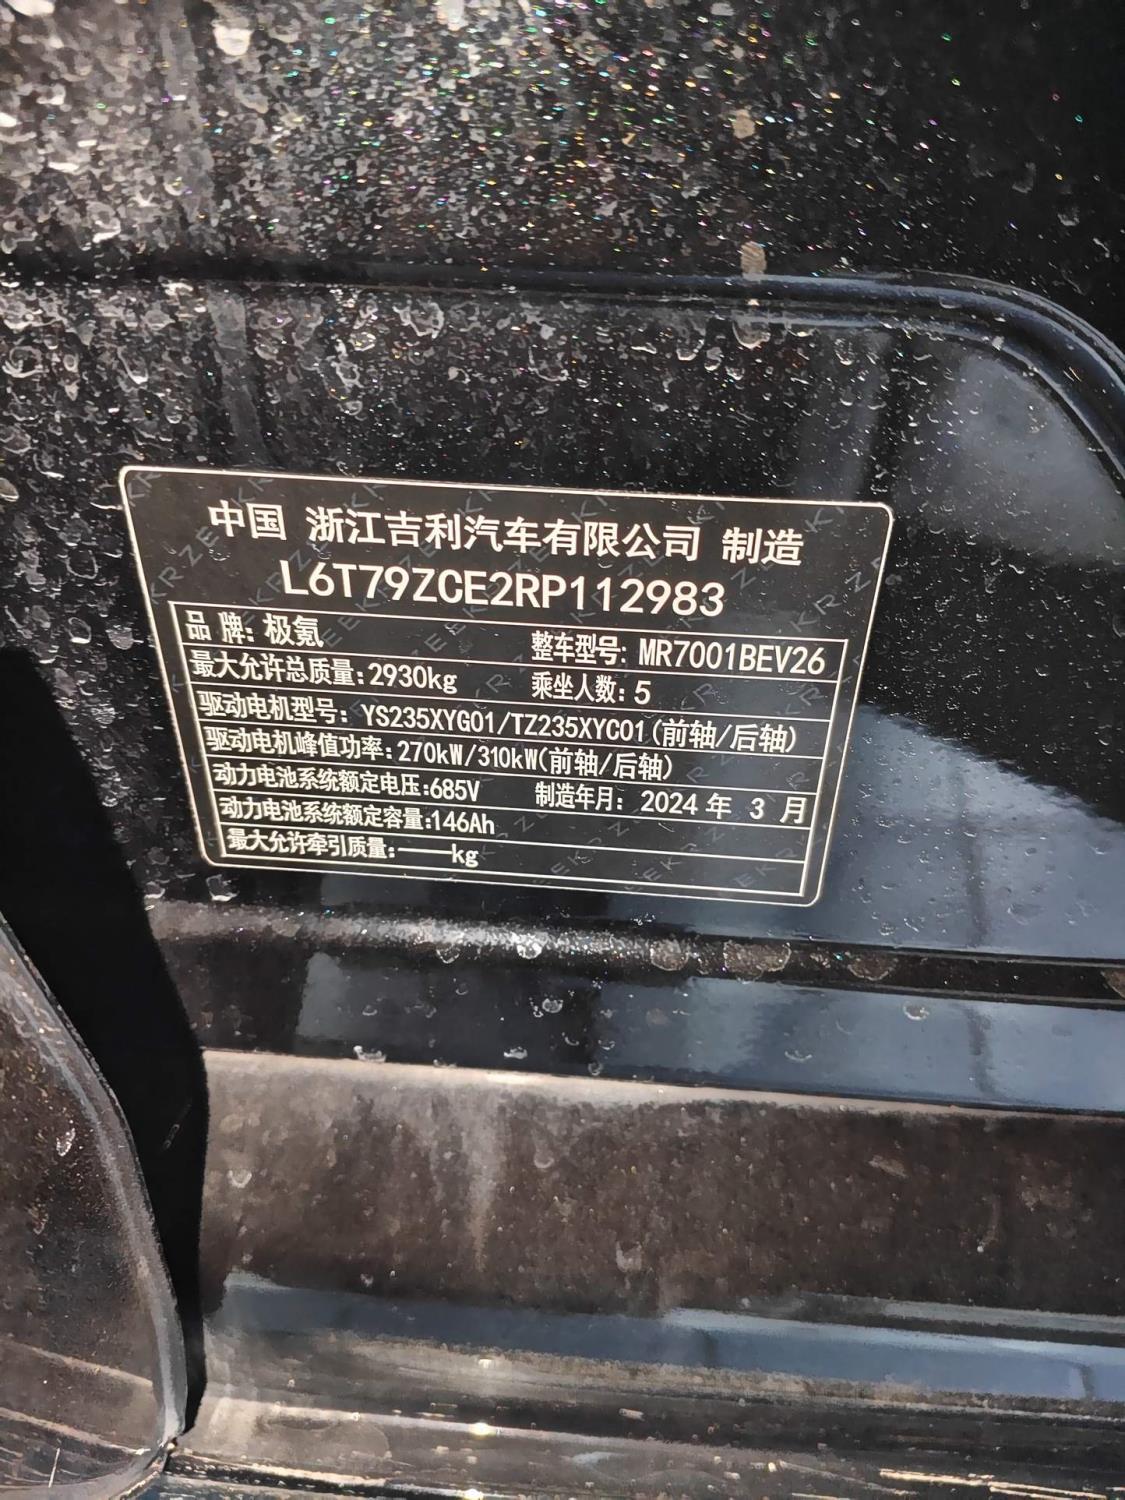 中国 浙江吉利汽车有限公司 制造
L6T79ZCE2RP112983
品 牌: 极氪 整车型号: MR7001BEV26
最大允许总质量: 2930kg 乘坐人数: 5
驱动电机型号: YS235XYG01/TZ235XYC01(前轴/后轴)
驱动电机峰值功率: 270kW/310kW(前轴/后轴)
动力电池系统额定电压:685V 制造年月: 2024 年 3 月
动力电池系统额定容量:146Ah
最大允许牵引质量:——kg